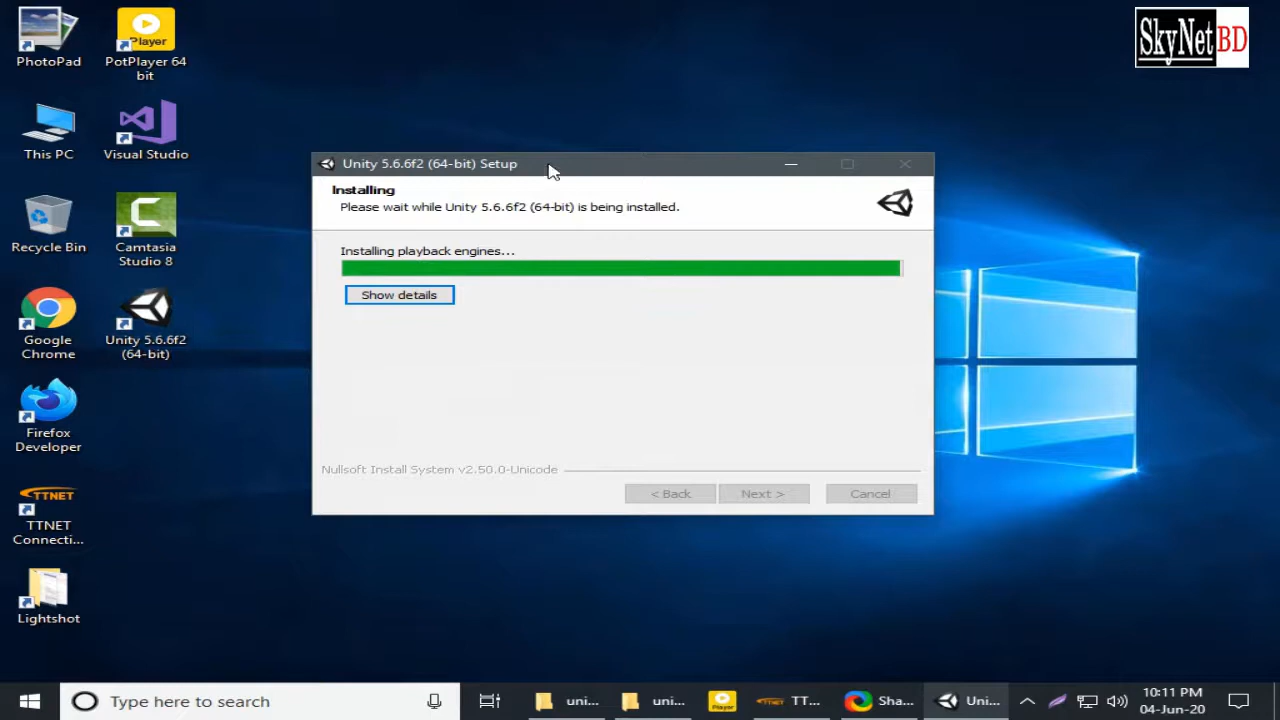 PhotoPad
Player
PotPlayer 64
bit
SkyNetBD
This PC
Visual Studio
Recycle Bin
Camtasia
Studio 8
Google
Chrome
Unity 5.6.6f2
(64-bit)
Firefox
Developer
TTNET
TTNET
Connecti...
Lightshot
Unity 5.6.6f2 (64-bit) Setup
Installing
Please wait while Unity 5.6.6f2 (64-bit) is being installed.
Installing playback engines...
Show details
Nullsoft Install System v2.50.0-Unicode
< Back
Next >
Cancel
Type here to search
uni...
uni...
Player
TTNET
TT...
Sha...
Uni...
10:11 PM
04-Jun-20